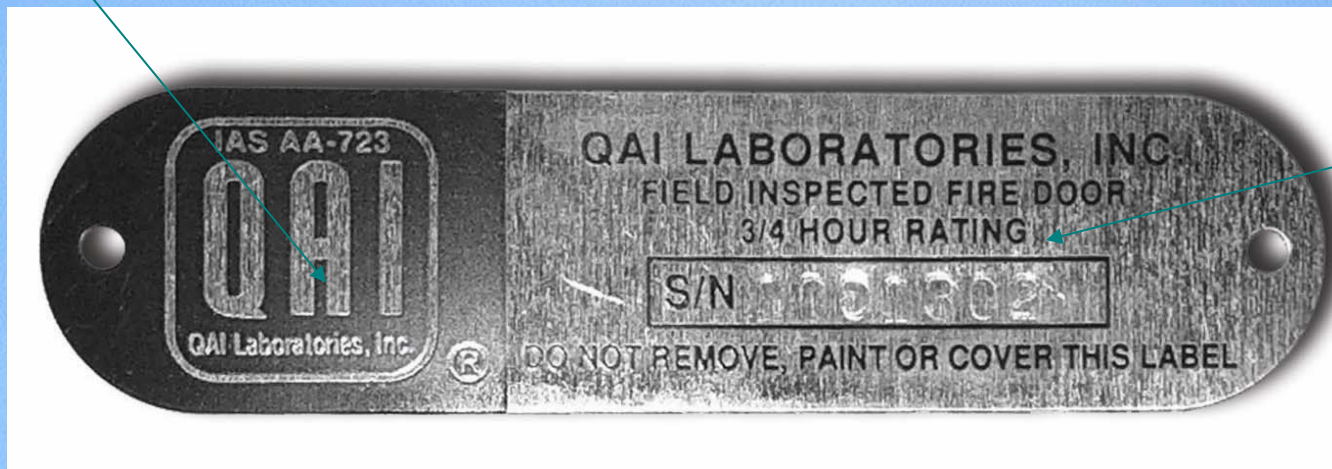 IAS AA-723
QAI
QAI Laboratories, Inc.
®
QAI LABORATORIES, INC.
FIELD INSPECTED FIRE DOOR
3/4 HOUR RATING
S/N
DO NOT REMOVE, PAINT OR COVER THIS LABEL